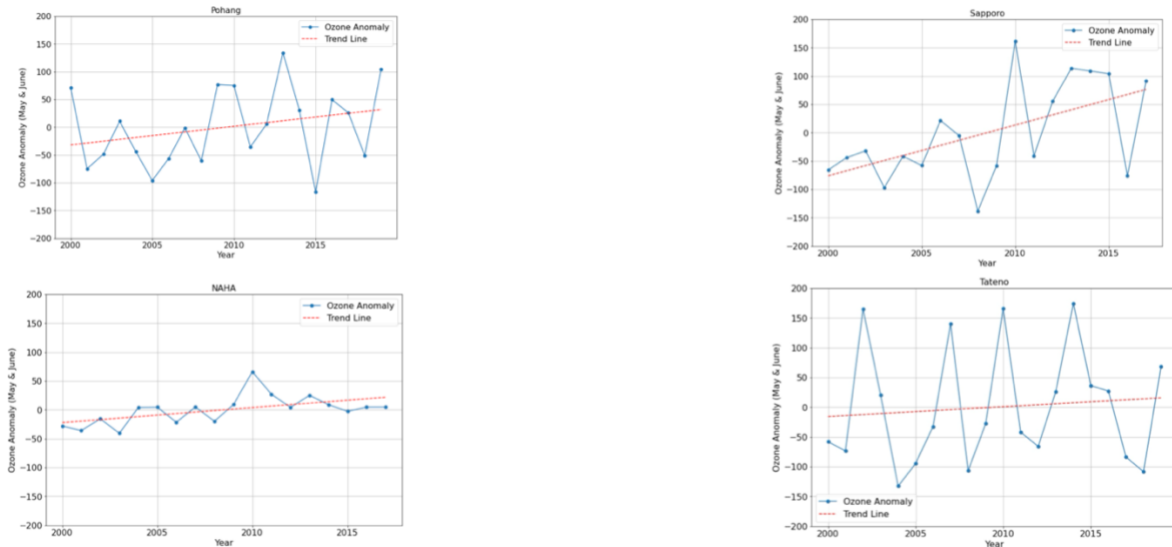 Pohang
200
150
100
50
0
−50
−100
−150
−200
Ozone Anomaly (May & June)
Ozone Anomaly
Trend Line
2000 2005 2010 2015
Year
Sapporo
200
150
100
50
0
−50
−100
−150
−200
Ozone Anomaly (May & June)
Ozone Anomaly
Trend Line
2000 2005 2010 2015
Year
NAHA
200
150
100
50
0
−50
−100
−150
−200
Ozone Anomaly (May & June)
Ozone Anomaly
Trend Line
2000 2005 2010 2015
Year
Tateno
200
150
100
50
0
−50
−100
−150
−200
Ozone Anomaly (May & June)
Ozone Anomaly
Trend Line
2000 2005 2010 2015
Year